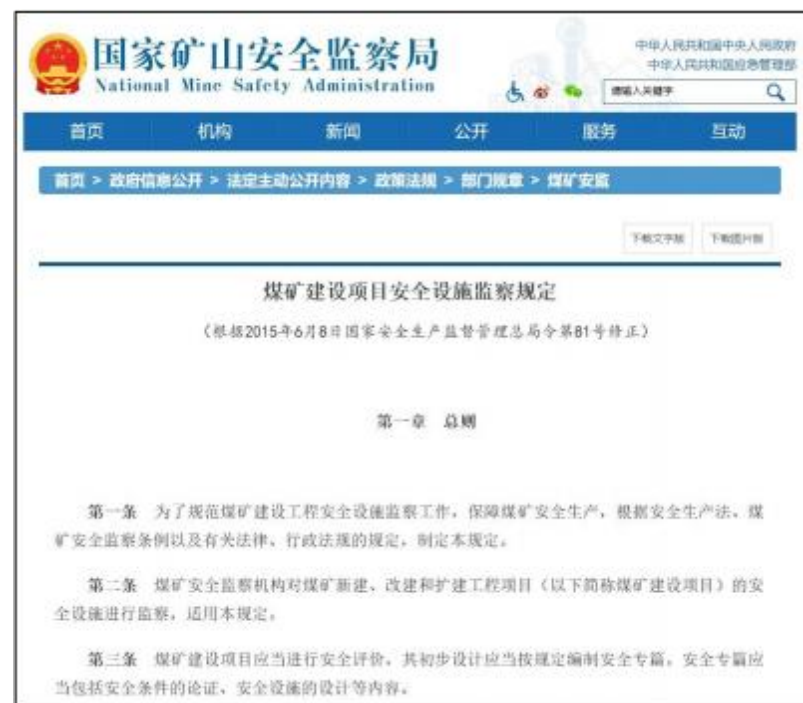 国家矿山安全监察局
National Mine Safety Administration
中华人民共和国中央人民政府
中华人民共和国应急管理部
请输入关键字
首页 机构 新闻 公开 服务 互动
首页 > 政府信息公开 > 法定主动公开内容 > 政策法规 > 部门规章 > 煤矿安监
下载文字版 下载图片版
煤矿建设项目安全设施监察规定
（根据2015年6月8日国家安全生产监督管理总局令第81号修正）
第一章 总则
第一条 为了规范煤矿建设工程安全设施监察工作，保障煤矿安全生产，根据安全生产法、煤
矿安全监察条例以及有关法律、行政法规的规定，制定本规定。
第二条 煤矿安全监察机构对煤矿新建、改建和扩建工程项目（以下简称煤矿建设项目）的安
全设施进行监察，适用本规定。
第三条 煤矿建设项目应当进行安全评价，其初步设计应当按规定编制安全专篇。安全专篇应
当包括安全条件的论证、安全设施的设计等内容。